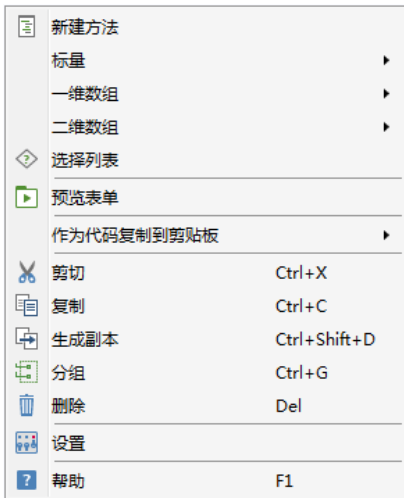 新建方法
标量
一维数组
二维数组
选择列表
预览表单
作为代码复制到剪贴板
剪切 Ctrl+X
复制 Ctrl+C
生成副本 Ctrl+Shift+D
分组 Ctrl+G
删除 Del
设置
帮助 F1